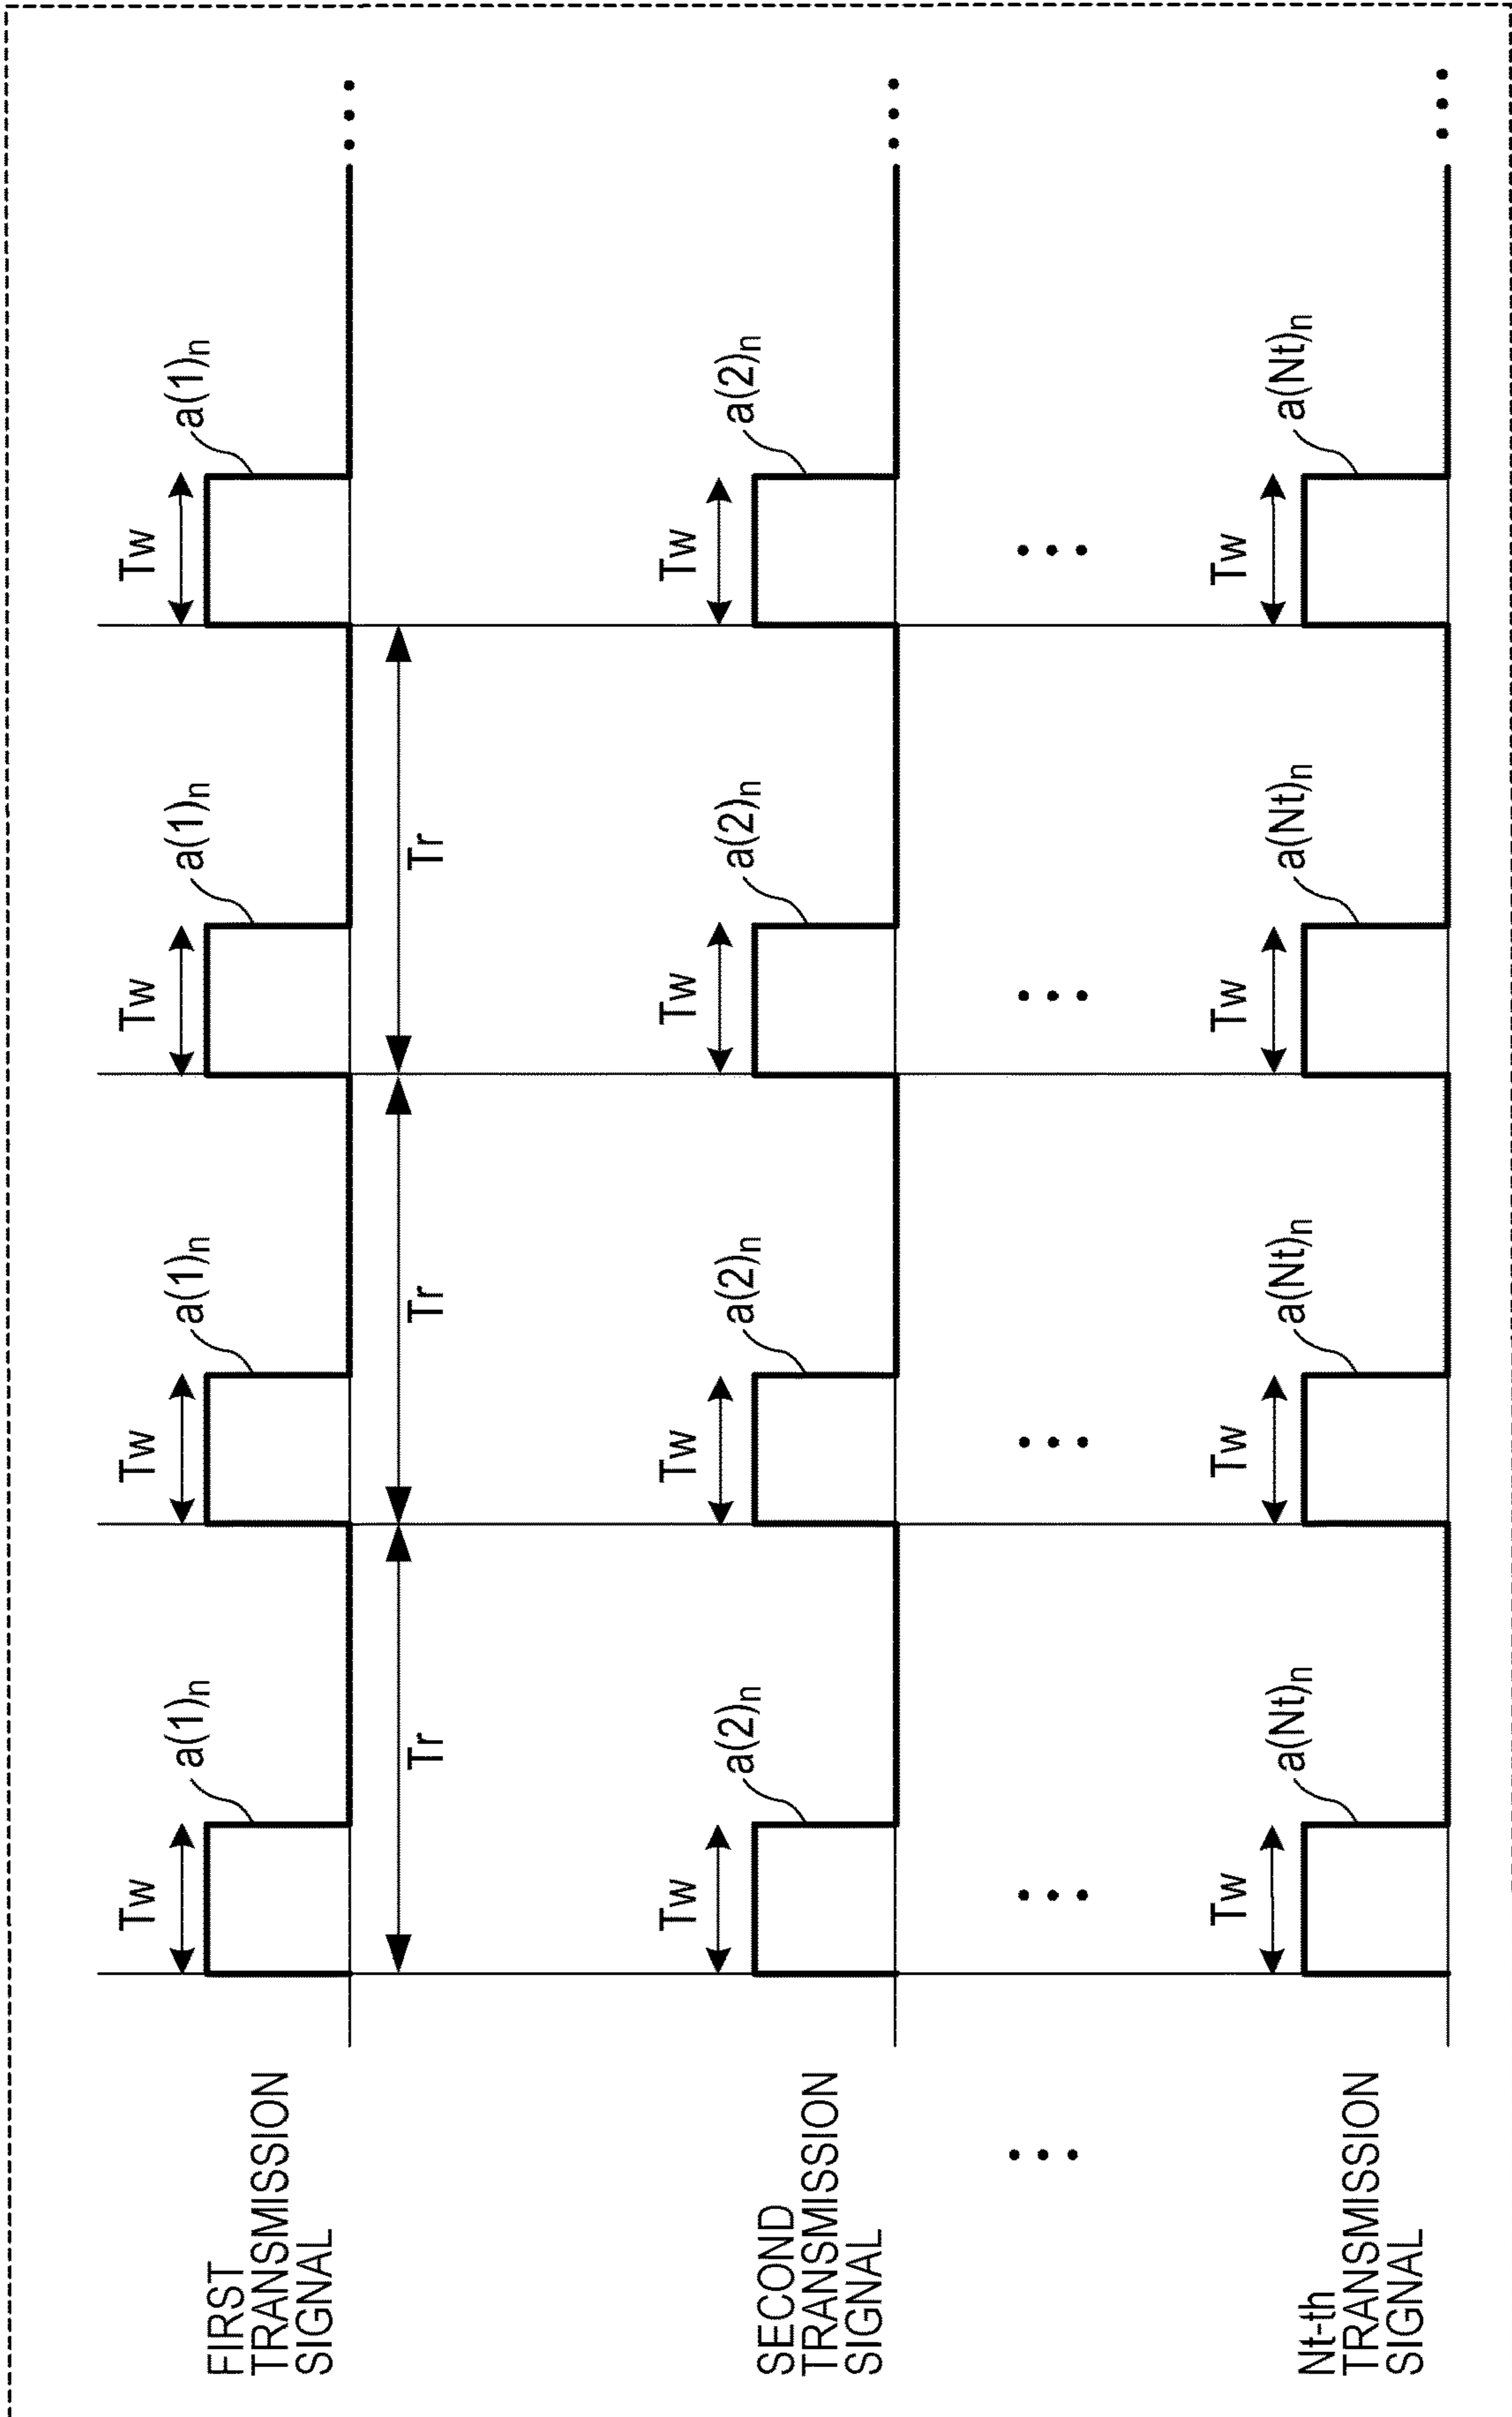 FIRST
TRANSMISSION
SIGNAL
Tw
a(1)n
Tw
a(1)n
Tw
a(1)n
Tw
a(1)n
Tr
Tr
Tr
SECOND
TRANSMISSION
SIGNAL
Tw
a(2)n
Tw
a(2)n
Tw
a(2)n
Tw
a(2)n
Nt-th
TRANSMISSION
SIGNAL
Tw
a(Nt)n
Tw
a(Nt)n
Tw
a(Nt)n
Tw
a(Nt)n